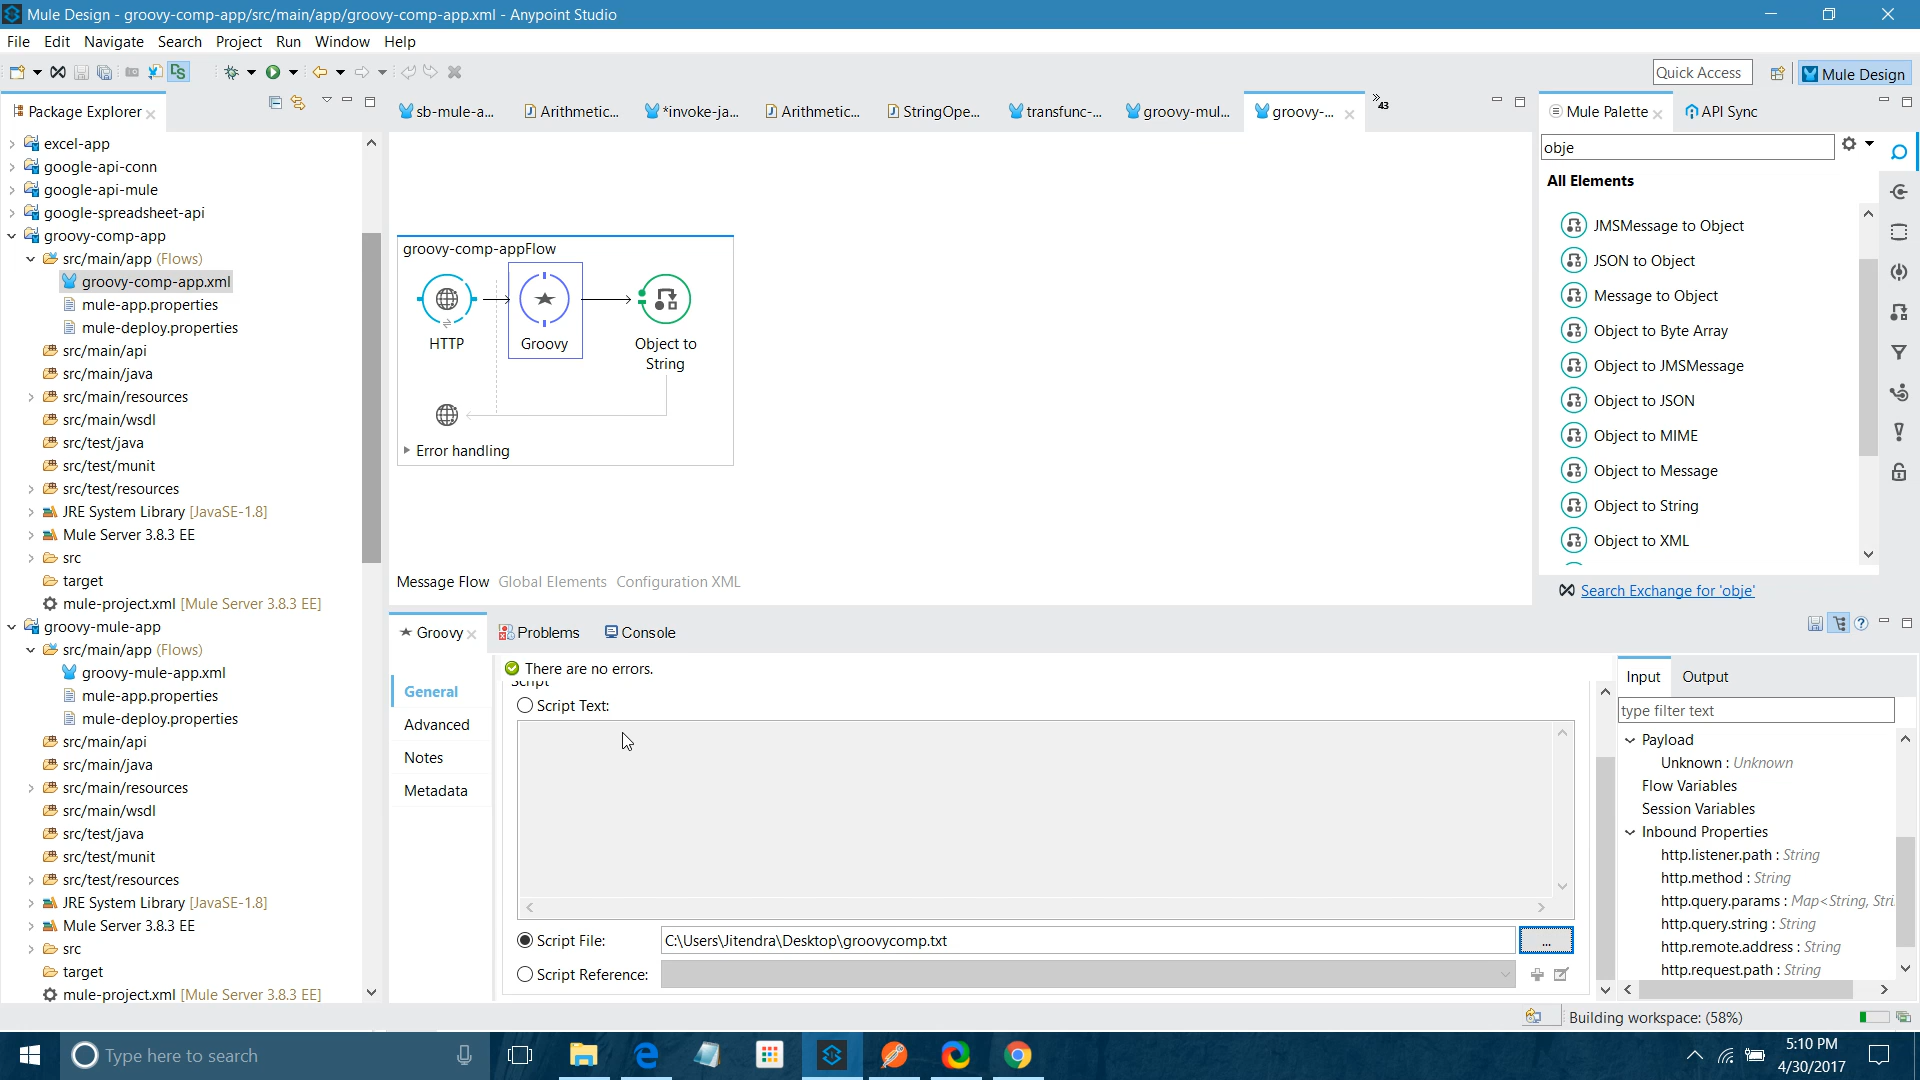 Mule Design - groovy-comp-app/src/main/app/groovy-comp-app.xml - Anypoint Studio
File Edit Navigate Search Project Run Window Help
Quick Access
Mule Design
Package Explorer
sb-mule-a...
Arithmetic...
*invoke-ja...
Arithmetic...
StringOpe...
transfunc-...
groovy-mul...
groovy-...
»43
Mule Palette
API Sync
excel-app
google-api-conn
google-api-mule
google-spreadsheet-api
groovy-comp-app
src/main/app (Flows)
groovy-comp-app.xml
mule-app.properties
mule-deploy.properties
src/main/api
src/main/java
src/main/resources
src/main/wsdl
src/test/java
src/test/munit
src/test/resources
JRE System Library [JavaSE-1.8]
Mule Server 3.8.3 EE
src
target
mule-project.xml [Mule Server 3.8.3 EE]
groovy-mule-app
src/main/app (Flows)
groovy-mule-app.xml
mule-app.properties
mule-deploy.properties
src/main/api
src/main/java
src/main/resources
src/main/wsdl
src/test/java
src/test/munit
src/test/resources
JRE System Library [JavaSE-1.8]
Mule Server 3.8.3 EE
src
target
mule-project.xml [Mule Server 3.8.3 EE]
groovy-comp-appFlow
HTTP
Groovy
Object to
String
Error handling
Message Flow Global Elements Configuration XML
obje
All Elements
JMSMessage to Object
JSON to Object
Message to Object
Object to Byte Array
Object to JMSMessage
Object to JSON
Object to MIME
Object to Message
Object to String
Object to XML
Search Exchange for 'obje'
Groovy
Problems
Console
There are no errors.
General
Advanced
Notes
Metadata
Script
Script Text:
Script File:
C:\Users\Jitendra\Desktop\groovycomp.txt
...
Script Reference:
Input
Output
type filter text
Payload
Unknown : Unknown
Flow Variables
Session Variables
Inbound Properties
http.listener.path : String
http.method : String
http.query.params : Map<String, Stri
http.query.string : String
http.remote.address : String
http.request.path : String
Building workspace: (58%)
Type here to search
5:10 PM
4/30/2017